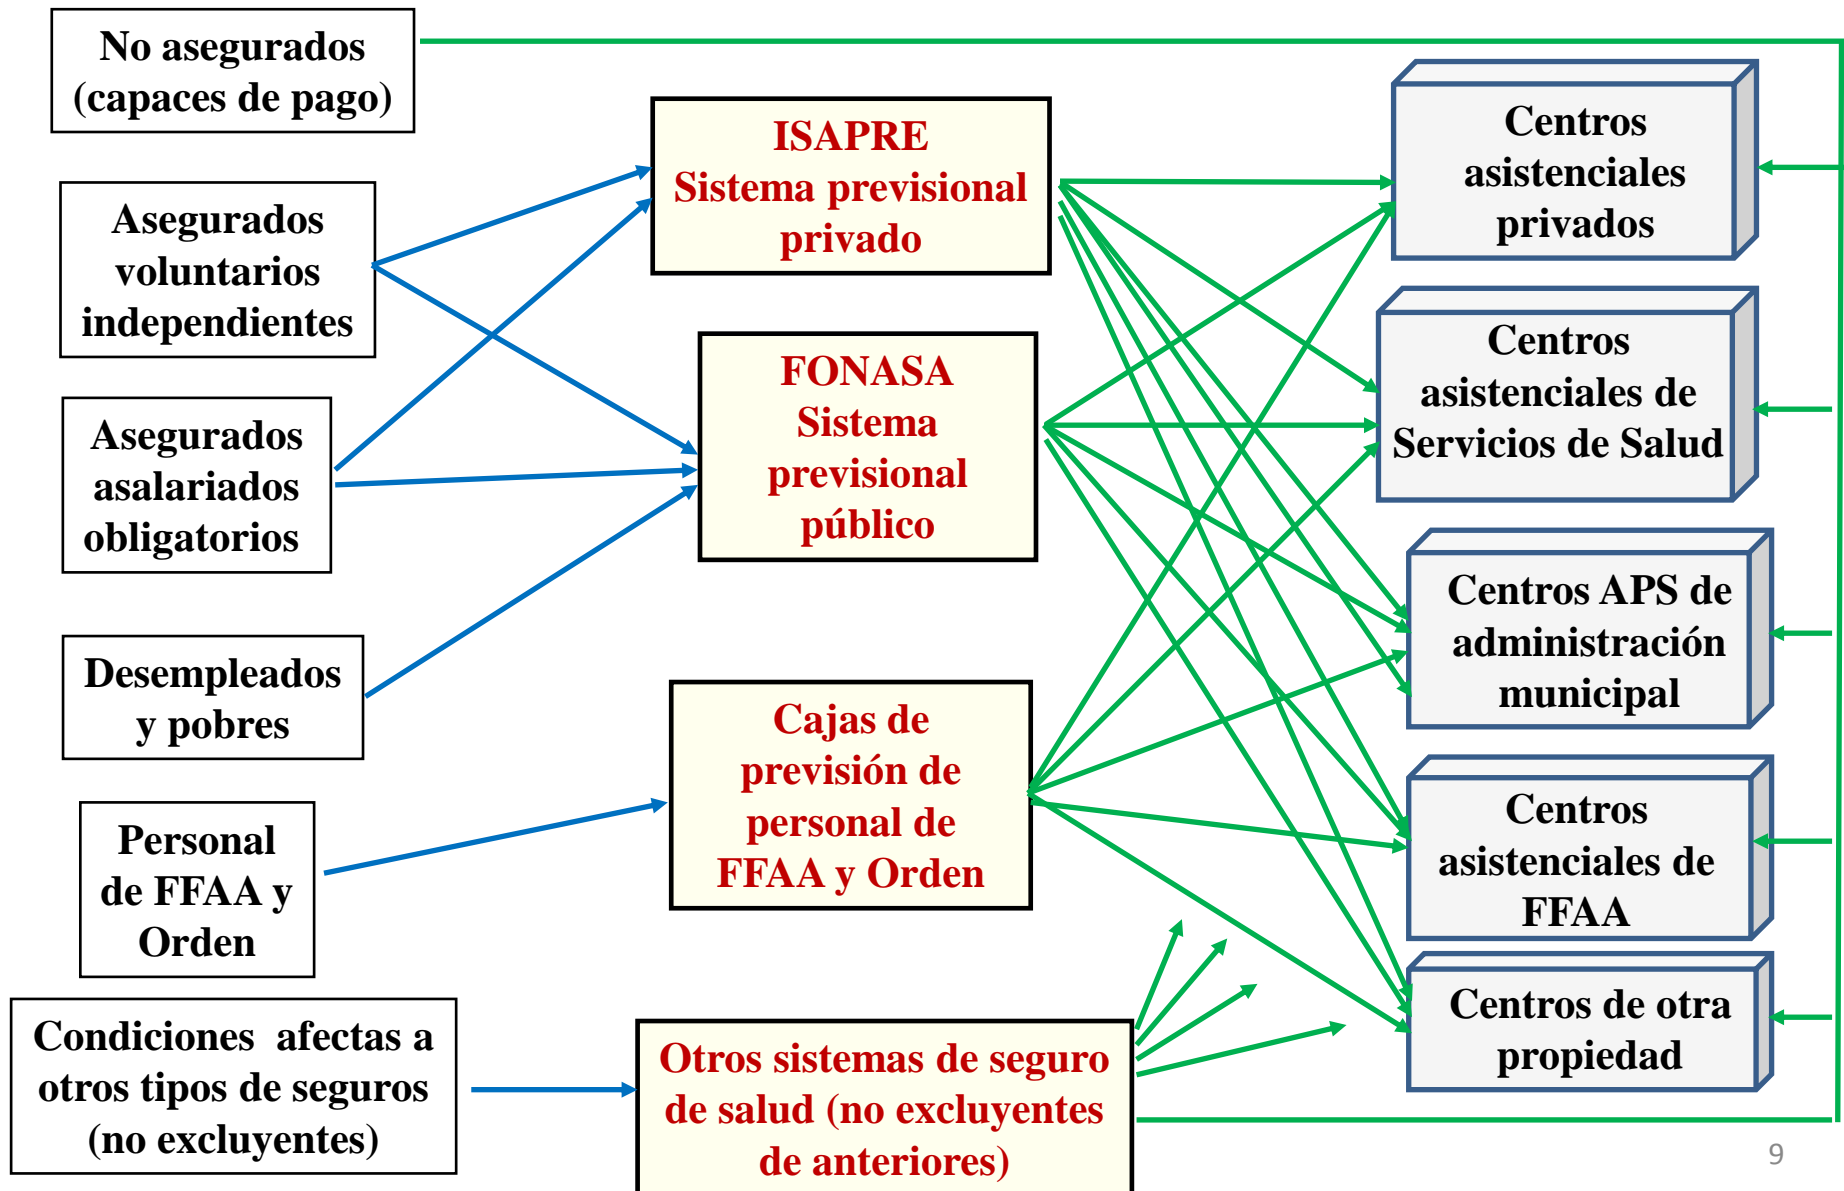 No asegurados
(capaces de pago)
Asegurados
voluntarios
independientes
Asegurados
asalariados
obligatorios
Desempleados
y pobres
Personal
de FFAA y
Orden
Condiciones afectas a
otros tipos de seguros
(no excluyentes)
ISAPRE
Sistema previsional
privado
FONASA
Sistema
previsional
público
Cajas de
previsión de
personal de
FFAA y Orden
Otros sistemas de seguro
de salud (no excluyentes
de anteriores)
Centros
asistenciales
privados
Centros
asistenciales de
Servicios de Salud
Centros APS de
administración
municipal
Centros
asistenciales de
FFAA
Centros de otra
propiedad
9